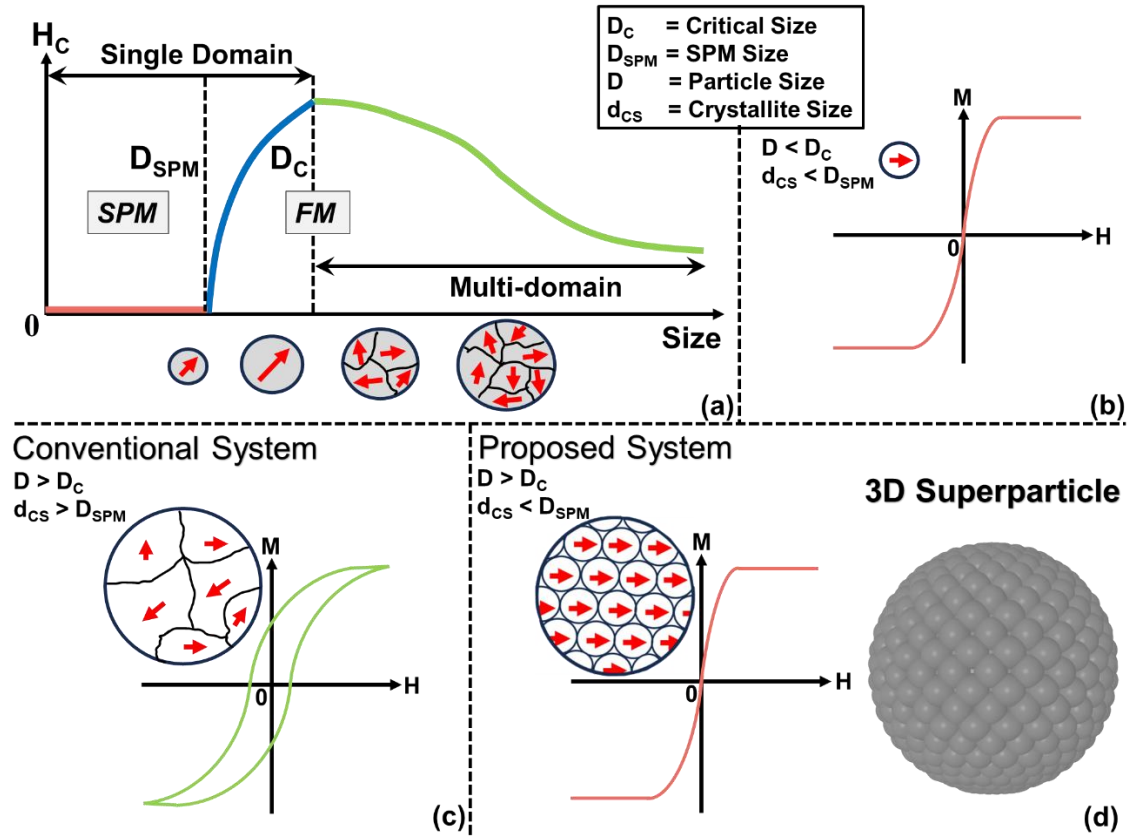 H_C
Single Domain
D_SPM
D_C
SPM
FM
Multi-domain
0
Size
(a)
D_C = Critical Size
D_SPM = SPM Size
D = Particle Size
d_CS = Crystallite Size
D < D_C
d_CS < D_SPM
M
0
H
(b)
Conventional System
D > D_C
d_CS > D_SPM
M
0
H
(c)
Proposed System
D > D_C
d_CS < D_SPM
M
0
H
3D Superparticle
(d)